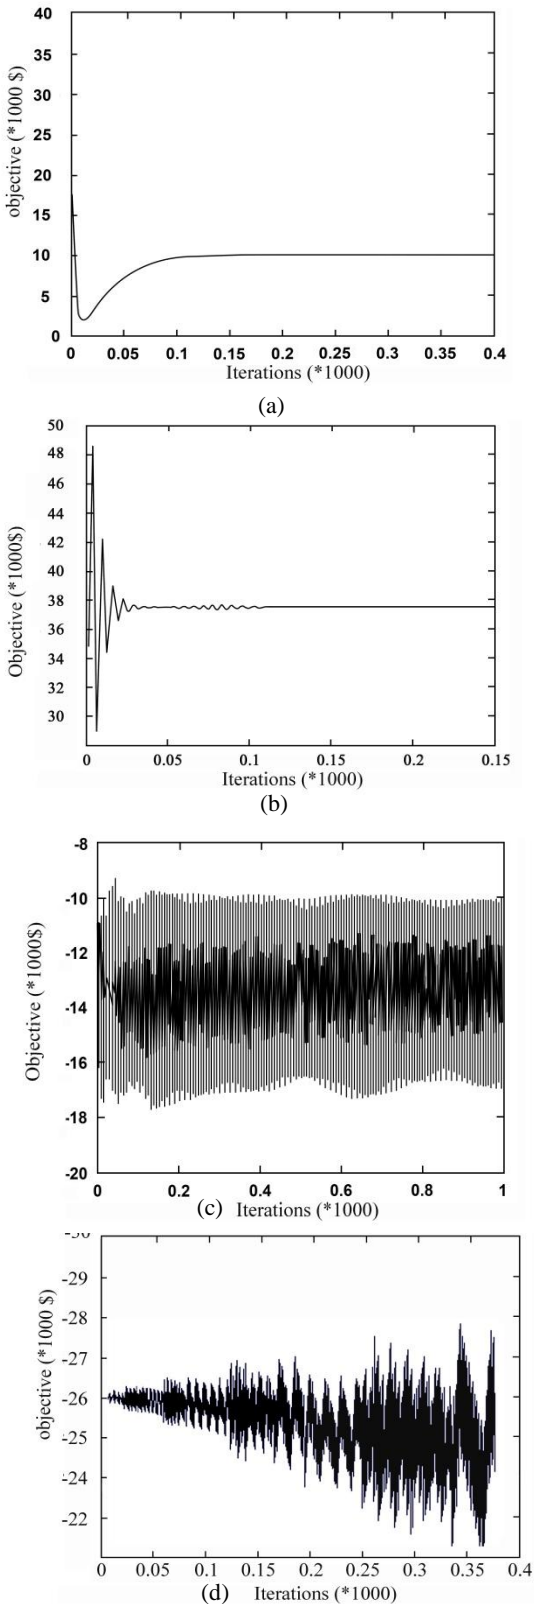 40
35
30
25
20
15
10
5
0
objective (*1000 $)
0 0.05 0.1 0.15 0.2 0.25 0.3 0.35 0.4
Iterations (*1000)
(a)
50
48
46
44
42
40
38
36
34
32
30
Objective (*1000$)
0 0.05 0.1 0.15 0.2 0.15
Iterations (*1000)
(b)
-8
-10
-12
-14
-16
-18
-20
Objective (*1000$)
0 0.2 0.4 0.6 0.8 1
(c) Iterations (*1000)
-30
-29
-28
-27
-26
-25
-24
-22
objective (*1000 $)
0 0.05 0.1 0.15 0.2 0.25 0.3 0.35 0.4
(d) Iterations (*1000)